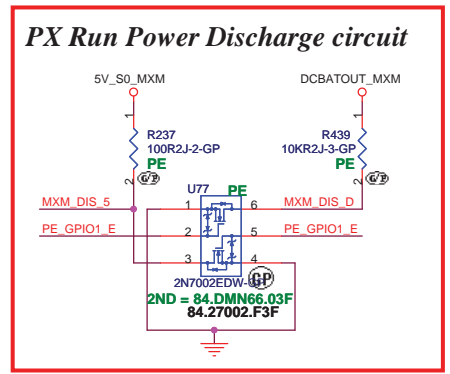 PX Run Power Discharge circuit
5V_S0_MXM
DCBATOUT_MXM
1
1
R237
100R2J-2-GP
PE
R439
10KR2J-3-GP
PE
2
G/P
2
G/P
U77
PE
MXM_DIS_5
1
6
MXM_DIS_D
PE_GPIO1_E
2
5
PE_GPIO1_E
3
4
2N7002EDW-GP
GP
2ND = 84.DMN66.03F
84.27002.F3F